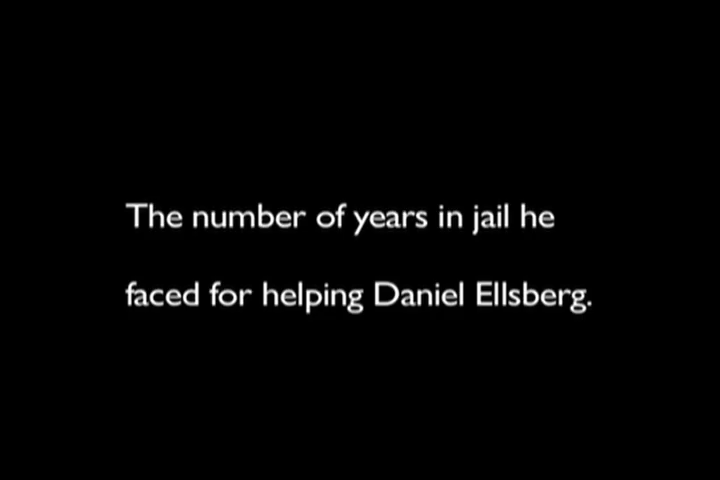 The number of years in jail he
faced for helping Daniel Ellsberg.